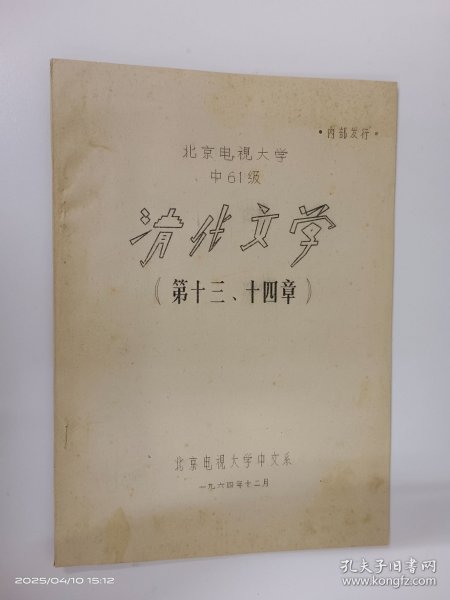 ·内部发行·
北京电視大学
中61级
清代文学
(第十三、十四章)
北京电視大学中文系
一九六四年十二月
2025/04/10 15:12
孔夫子旧书网
www.kongfz.com